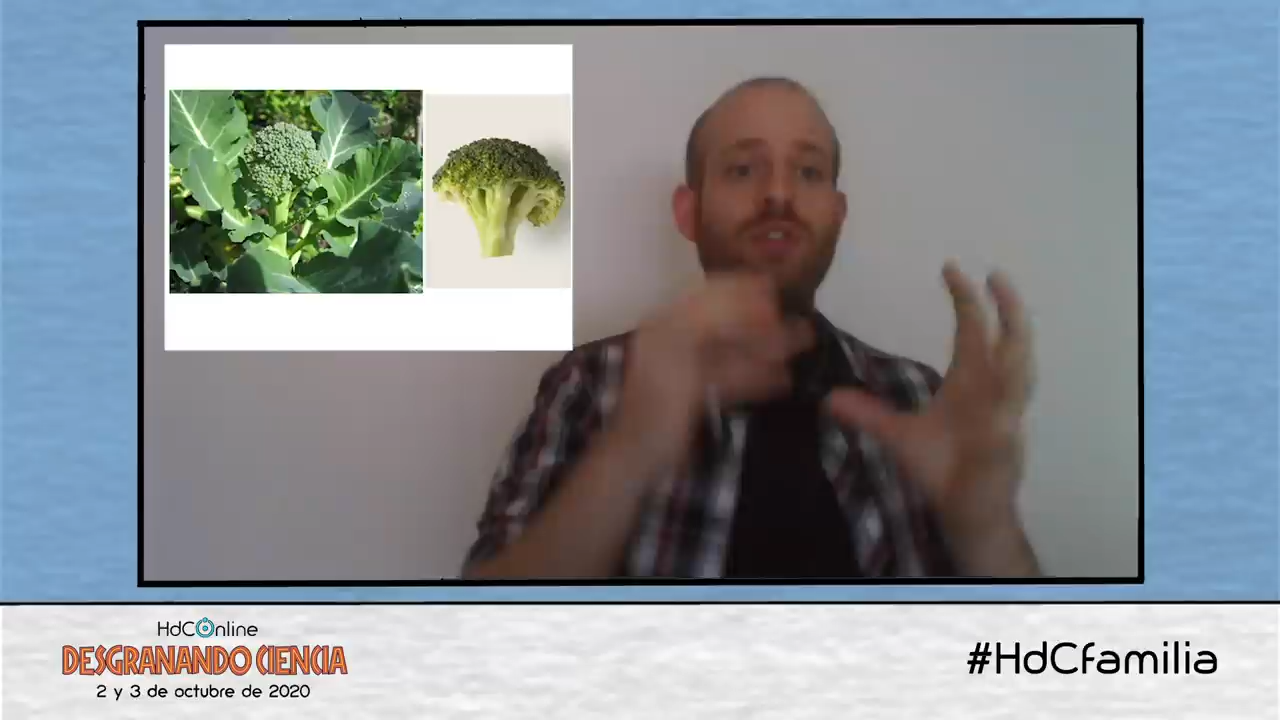 HdCOnline
DESGRANANDO CIENCIA
2 y 3 de octubre de 2020
#HdCfamilia